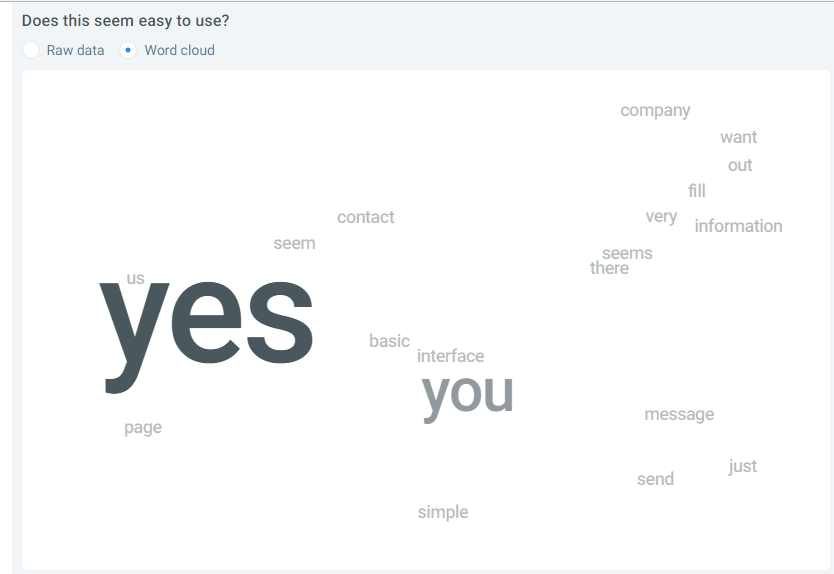 Does this seem easy to use?
Raw data Word cloud
company
want
out
fill
very
contact
information
seem
seems
there
us
yes
basic
interface
you
message
page
just
send
simple